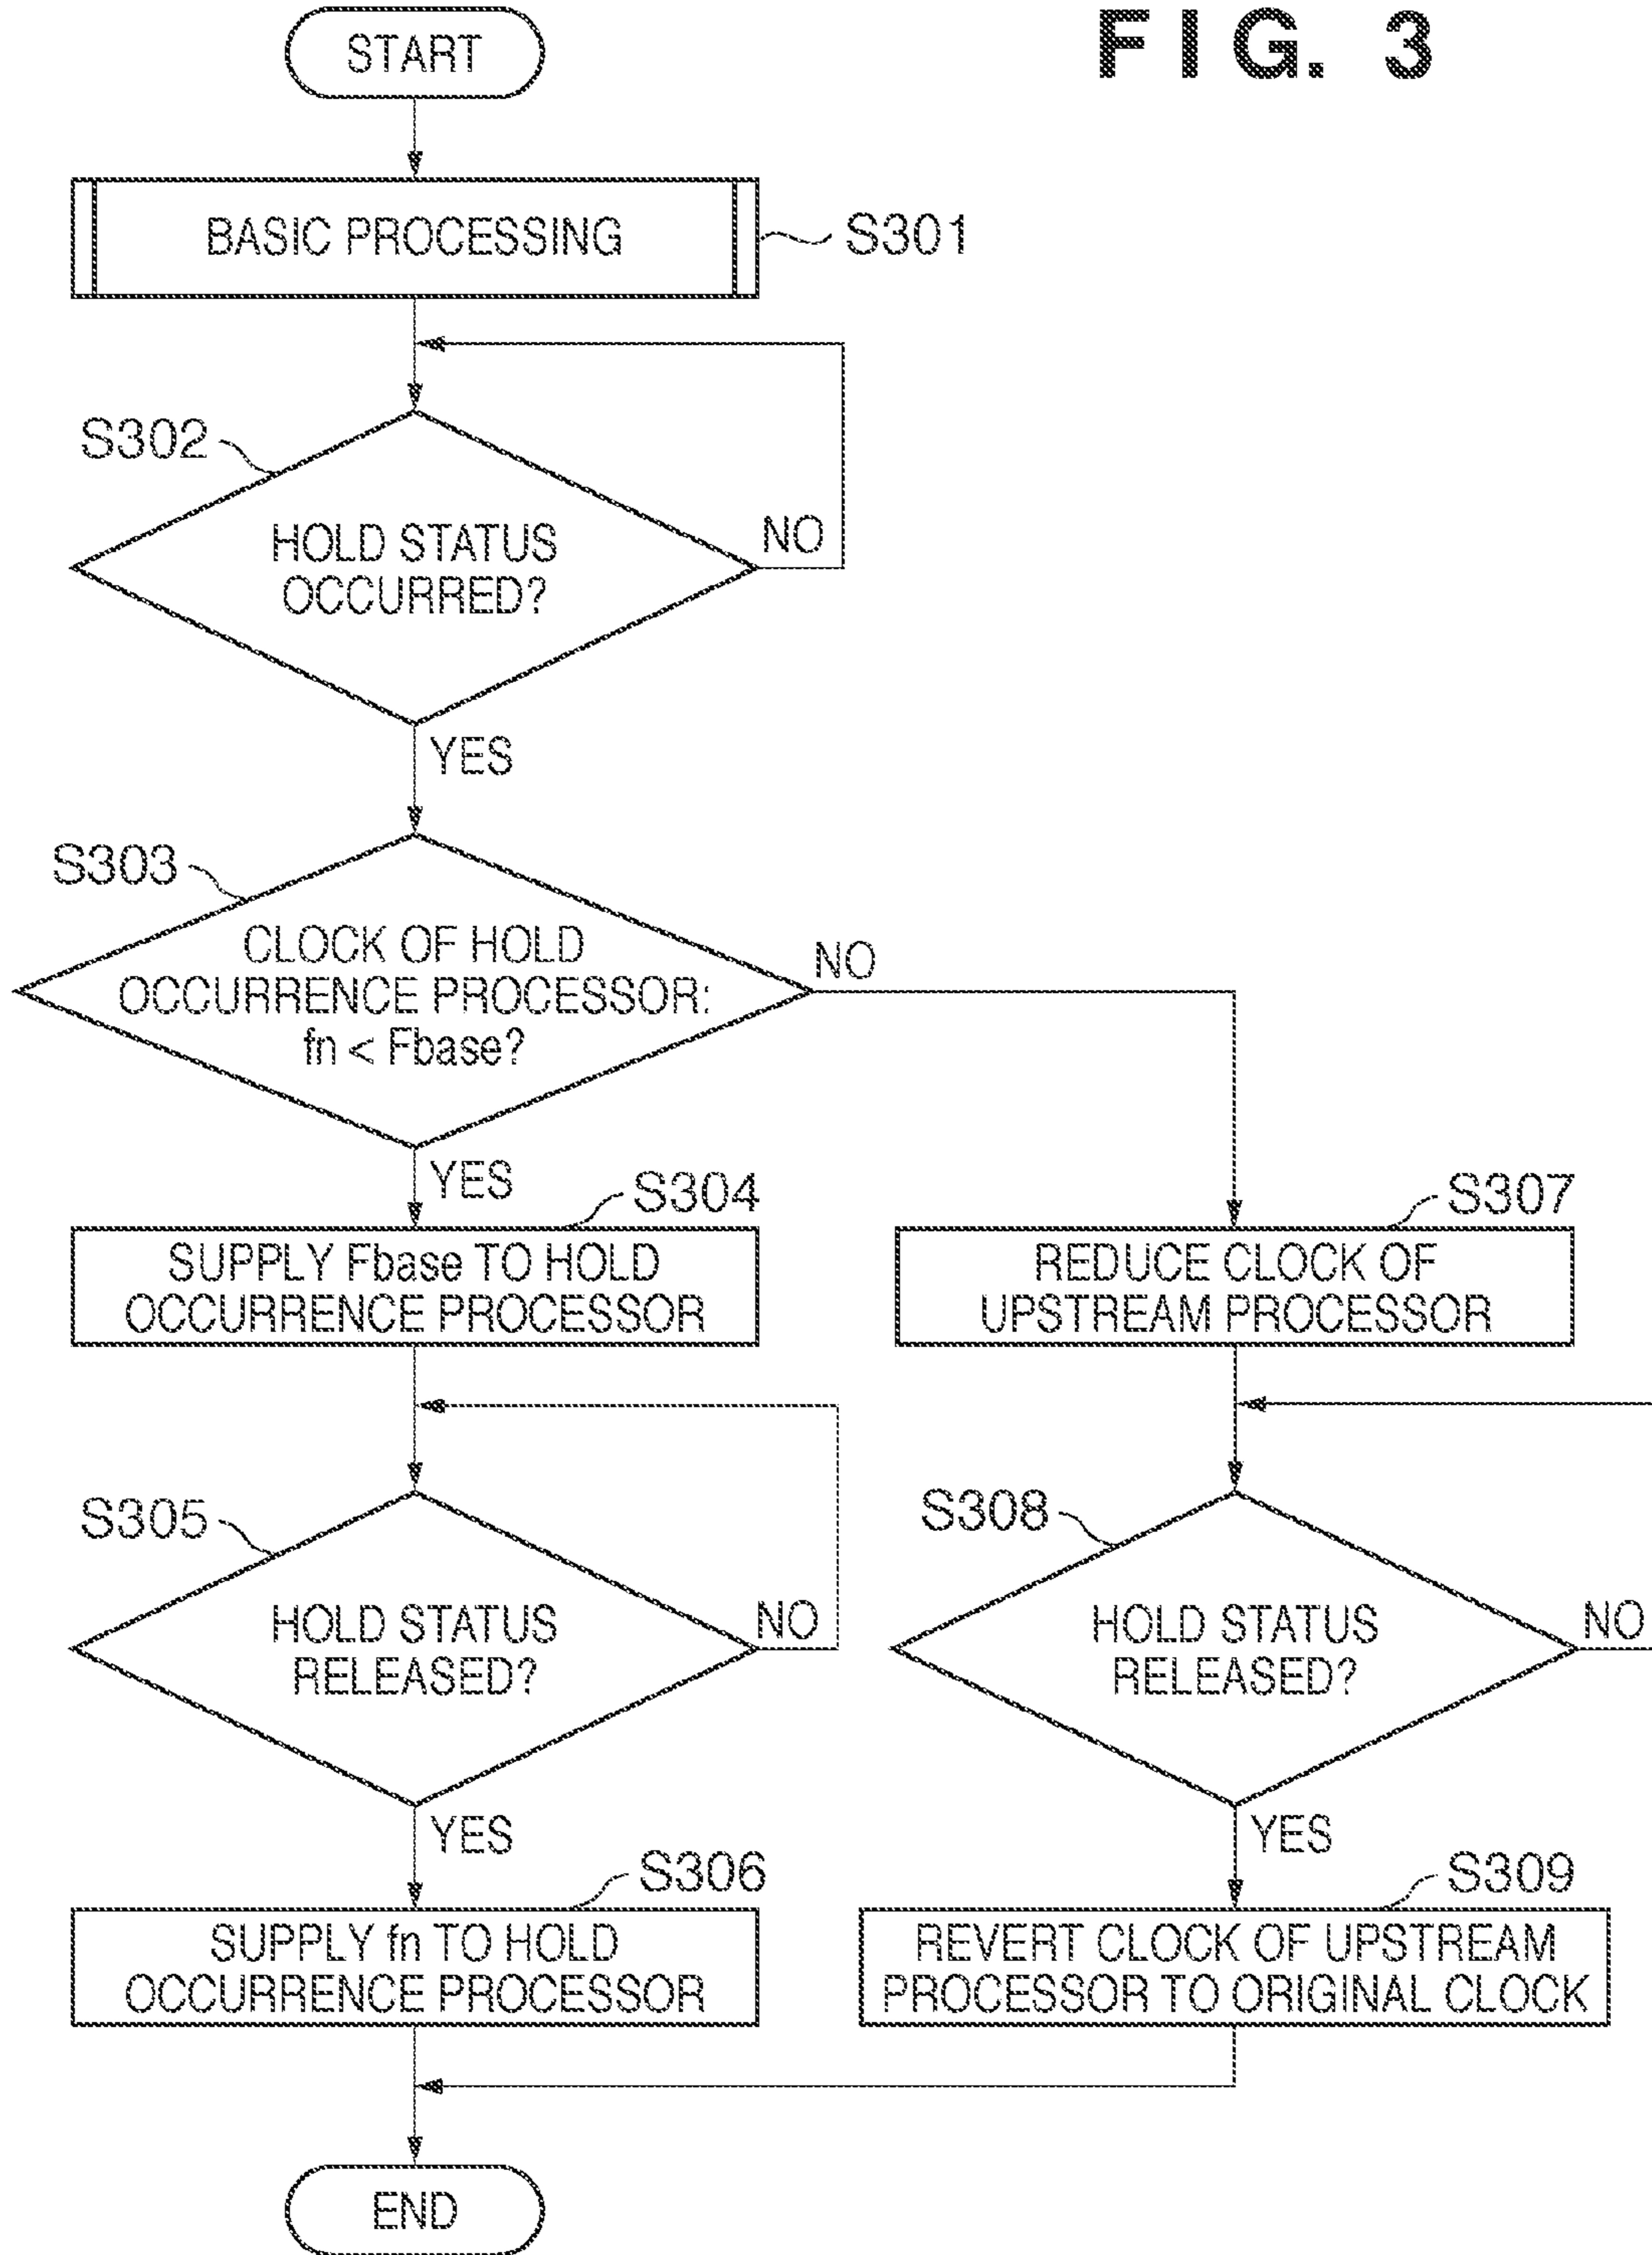 FIG. 3
START
BASIC PROCESSING
S301
S302
HOLD STATUS
OCCURRED?
NO
YES
S303
CLOCK OF HOLD
OCCURRENCE PROCESSOR:
fn < Fbase?
NO
YES
S304
SUPPLY Fbase TO HOLD
OCCURRENCE PROCESSOR
S307
REDUCE CLOCK OF
UPSTREAM PROCESSOR
S305
HOLD STATUS
RELEASED?
NO
YES
S308
HOLD STATUS
RELEASED?
NO
YES
S306
SUPPLY fn TO HOLD
OCCURRENCE PROCESSOR
S309
REVERT CLOCK OF UPSTREAM
PROCESSOR TO ORIGINAL CLOCK
END